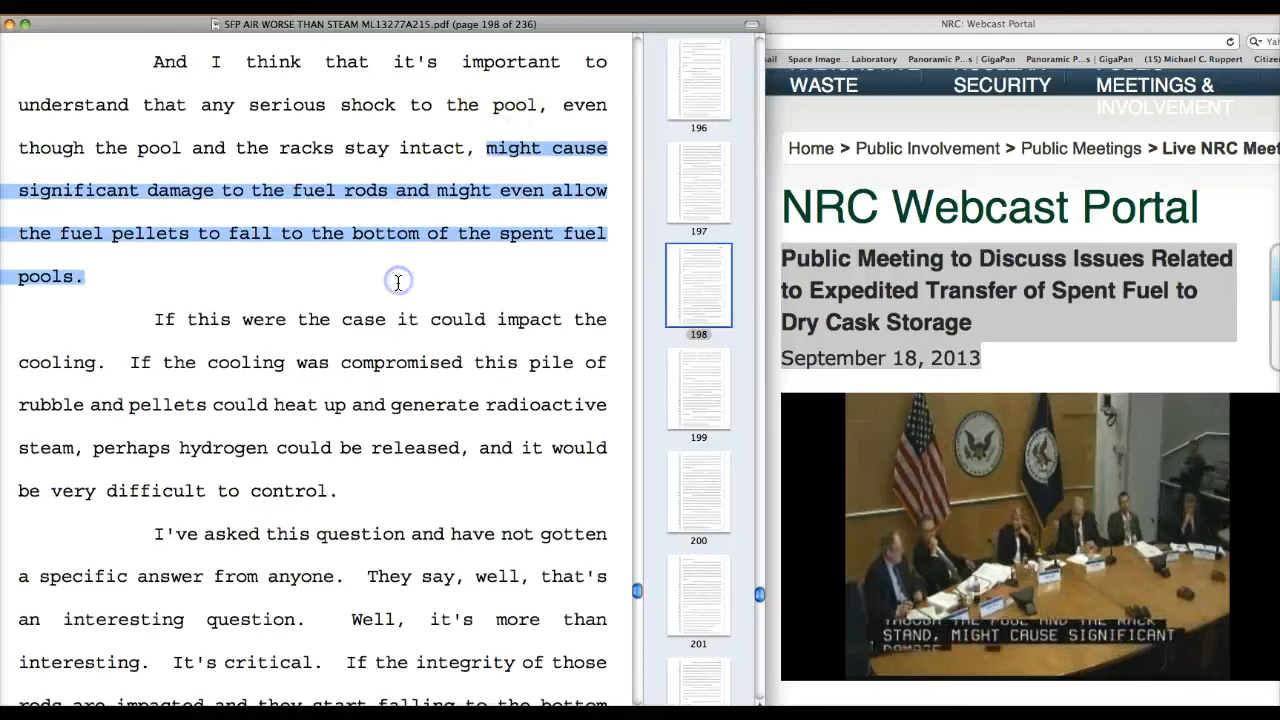 SFP AIR WORSE THAN STEAM ML13277A215.pdf (page 198 of 236)
And I think that it's important to
understand that any serious shock to the pool, even
though the pool and the racks stay intact, might cause
significant damage to the fuel rods and might even allow
the fuel pellets to fall to the bottom of the spent fuel
pools.
If this were the case it could impact the
cooling. If the cooling was compromised this pile of
rubble and pellets could heat up and generate radioactive
steam, perhaps hydrogen could be released, and it would
be very difficult to control.
I've asked this question and have not gotten
a specific answer from anyone. They say, well, that's
an interesting question. Well, it's more than
interesting. It's critical. If the integrity of those
196
197
198
199
200
201
NRC: Webcast Portal
Space Image... Laboratory
Panoramic P...s | GigaPan
Panoramic P...s | GigaPan
(15) Michael C. Ruppert
WASTE
SECURITY
MEETINGS &
INVOLVEMENT
Home > Public Involvement > Public Meetings > Live NRC Meet
NRC Webcast Portal
Public Meeting to Discuss Issues Related
to Expedited Transfer of Spent Fuel to
Dry Cask Storage
September 18, 2013
THOUGH THE POOL AND THE RACK
STAND, MIGHT CAUSE SIGNIFICANT
DAMAGE